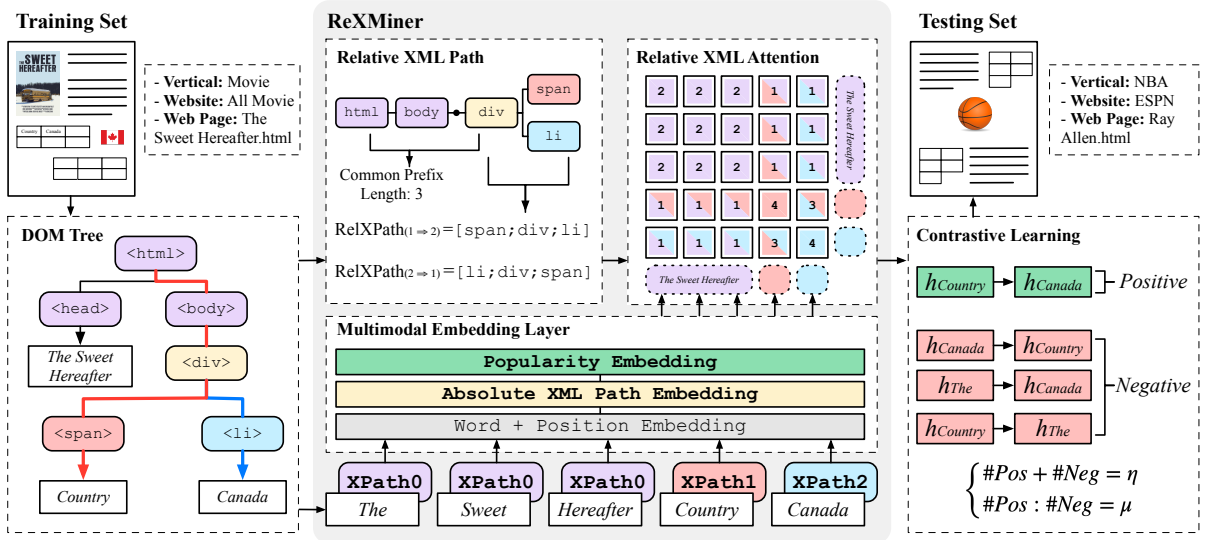 Training Set
THE
SWEET
HEREAFTER
Country Canada
- Vertical: Movie
- Website: All Movie
- Web Page: The
Sweet Hereafter.html
DOM Tree
<html>
<head>
<body>
The Sweet
Hereafter
<div>
<span>
<li>
Country
Canada
ReXMiner
Relative XML Path
html
body
div
span
li
Common Prefix
Length: 3
RelXPath(1 ⇒ 2)=[span;div;li]
RelXPath(2 ⇒ 1)=[li;div;span]
Relative XML Attention
2 2 2 1 1
2 2 2 1 1
2 2 2 1 1
1 1 1 4 3
1 1 1 3 4
The Sweet Hereafter
The Sweet Hereafter
Multimodal Embedding Layer
Popularity Embedding
Absolute XML Path Embedding
Word + Position Embedding
XPath0 XPath0 XPath0 XPath1 XPath2
The Sweet Hereafter Country Canada
Testing Set
- Vertical: NBA
- Website: ESPN
- Web Page: Ray
Allen.html
Contrastive Learning
hCountry hCanada Positive
hCanada hCountry
hThe hCanada Negative
hCountry hThe
#Pos + #Neg = η
#Pos : #Neg = μ